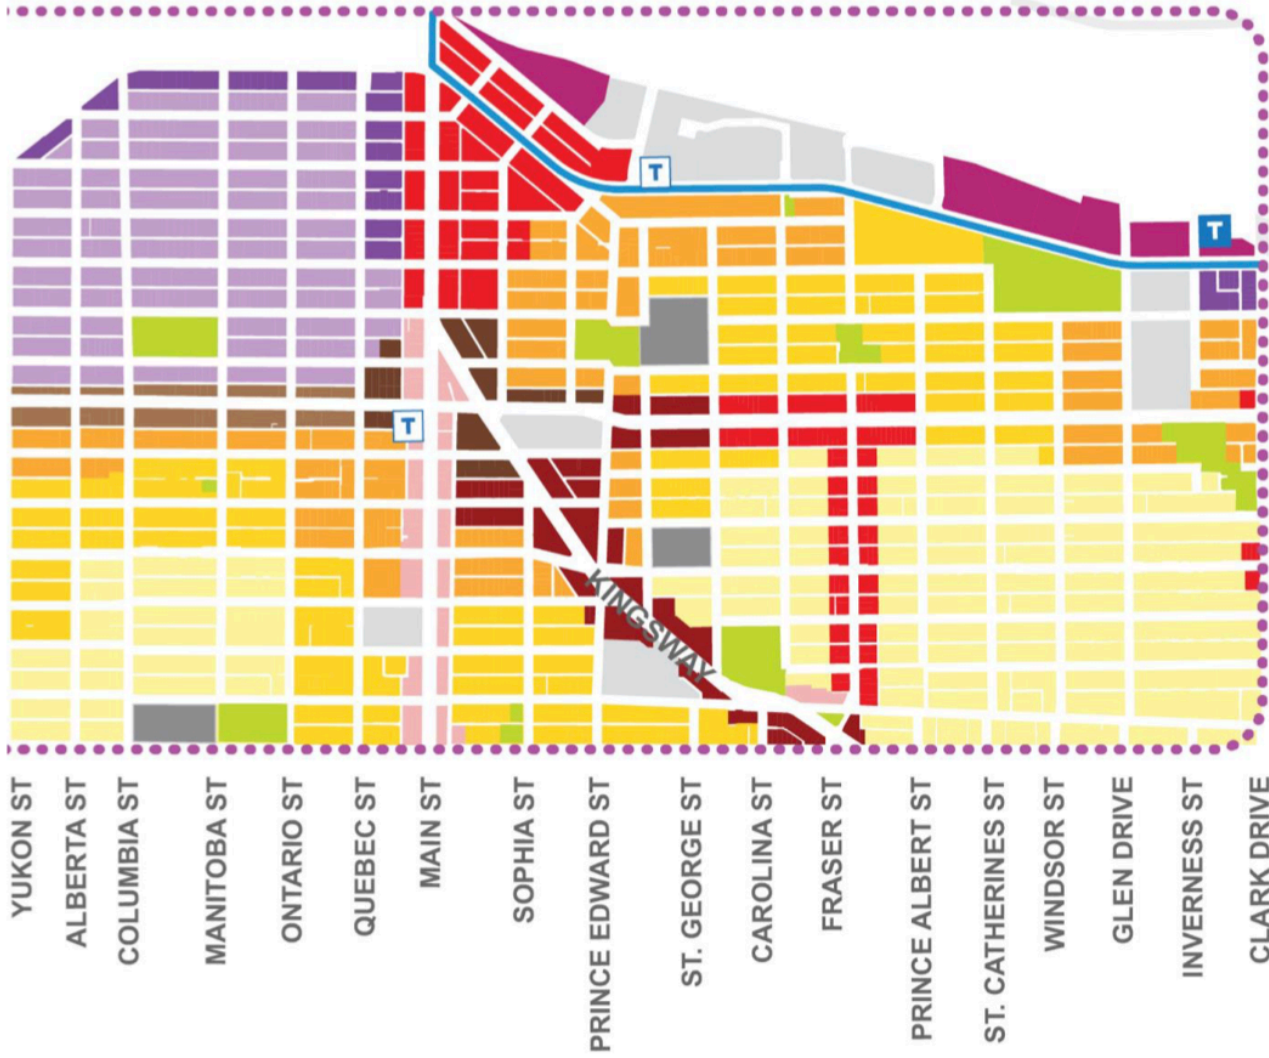 T
T
T
KINGSWAY
YUKON ST
ALBERTA ST
COLUMBIA ST
MANITOBA ST
ONTARIO ST
QUEBEC ST
MAIN ST
SOPHIA ST
PRINCE EDWARD ST
ST. GEORGE ST
CAROLINA ST
FRASER ST
PRINCE ALBERT ST
ST. CATHERINES ST
WINDSOR ST
GLEN DRIVE
INVERNESS ST
CLARK DRIVE